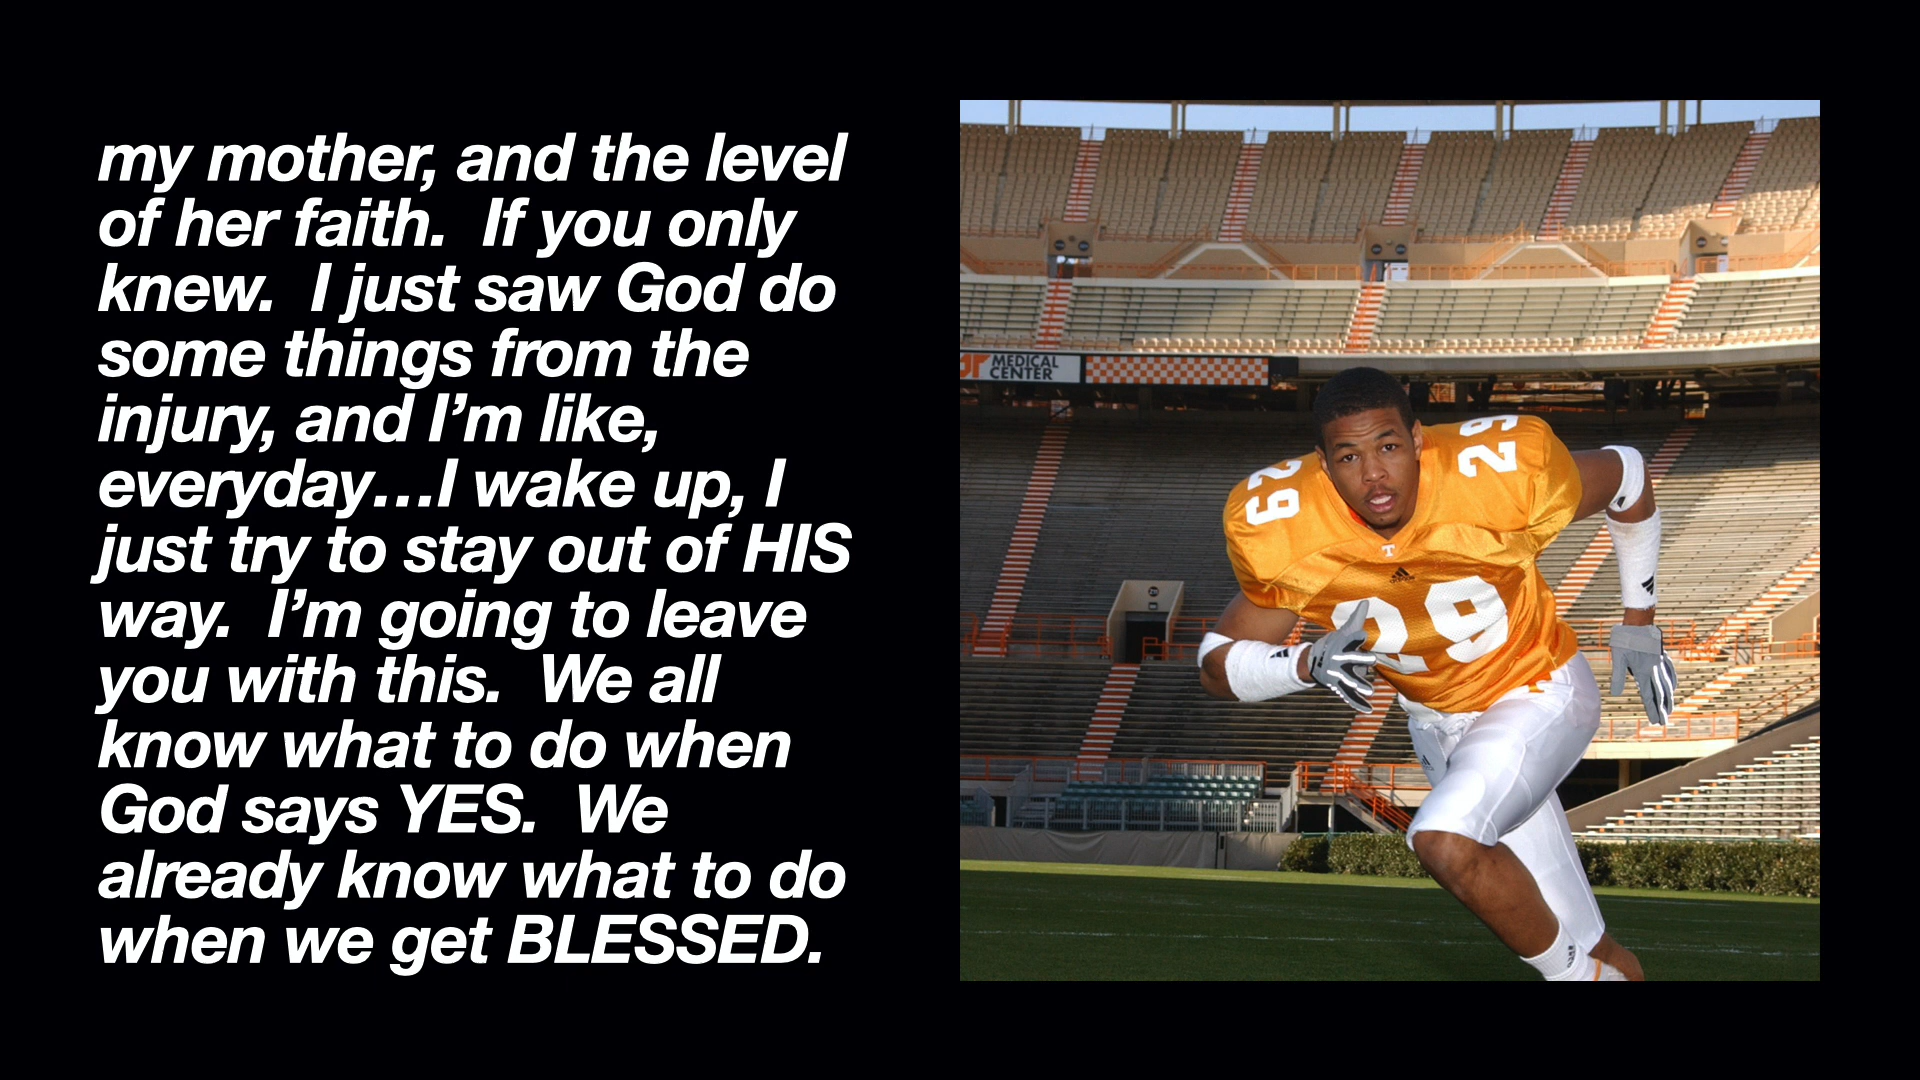 my mother, and the level
of her faith.  If you only
knew.  I just saw God do
some things from the
injury, and I’m like,
everyday…I wake up, I
just try to stay out of HIS
way.  I’m going to leave
you with this.  We all
know what to do when
God says YES.  We
already know what to do
when we get BLESSED.
MEDICAL
CENTER
29
29
T
29